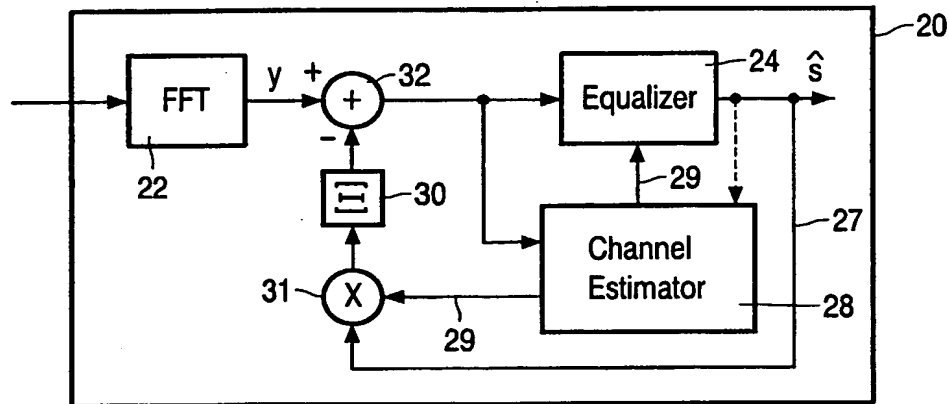 20
FFT
22
y
+
+
32
−
Ξ
30
X
31
Equalizer
24
ŝ
29
27
Channel
Estimator
28
29